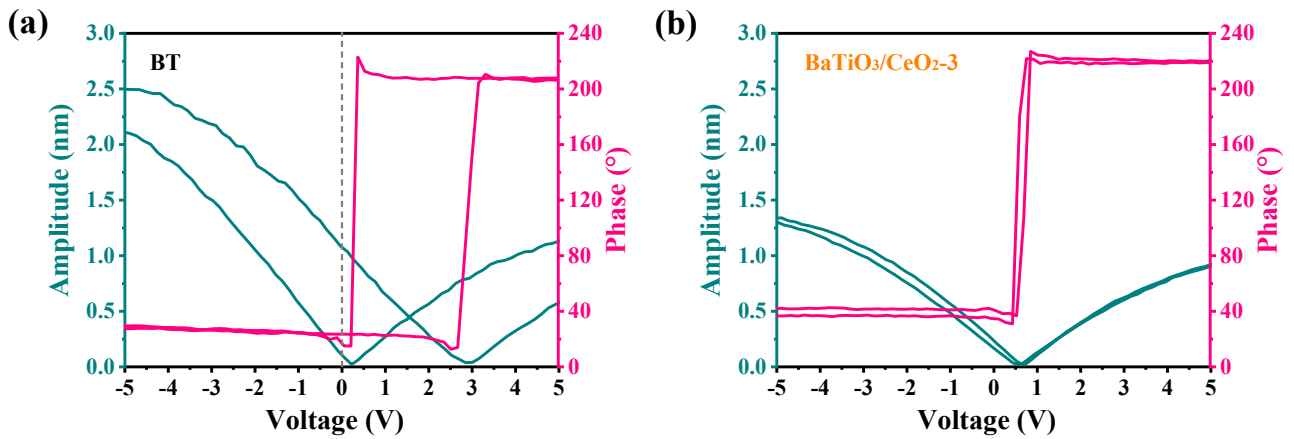 (a)
BT
Amplitude (nm)
3.0
2.5
2.0
1.5
1.0
0.5
0.0
-5 -4 -3 -2 -1 0 1 2 3 4 5
Voltage (V)
240
200
160
120
80
40
0
Phase (°)
(b)
BaTiO₃/CeO₂-3
Amplitude (nm)
3.0
2.5
2.0
1.5
1.0
0.5
0.0
-5 -4 -3 -2 -1 0 1 2 3 4 5
Voltage (V)
240
200
160
120
80
40
0
Phase (°)